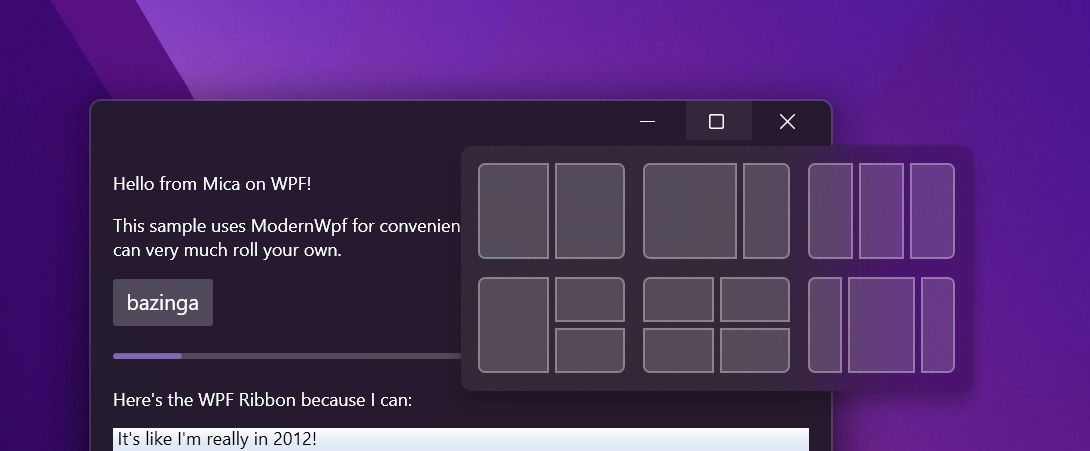 Hello from Mica on WPF!
This sample uses ModernWpf for convenien
can very much roll your own.
bazinga
Here's the WPF Ribbon because I can:
It's like I'm really in 2012!